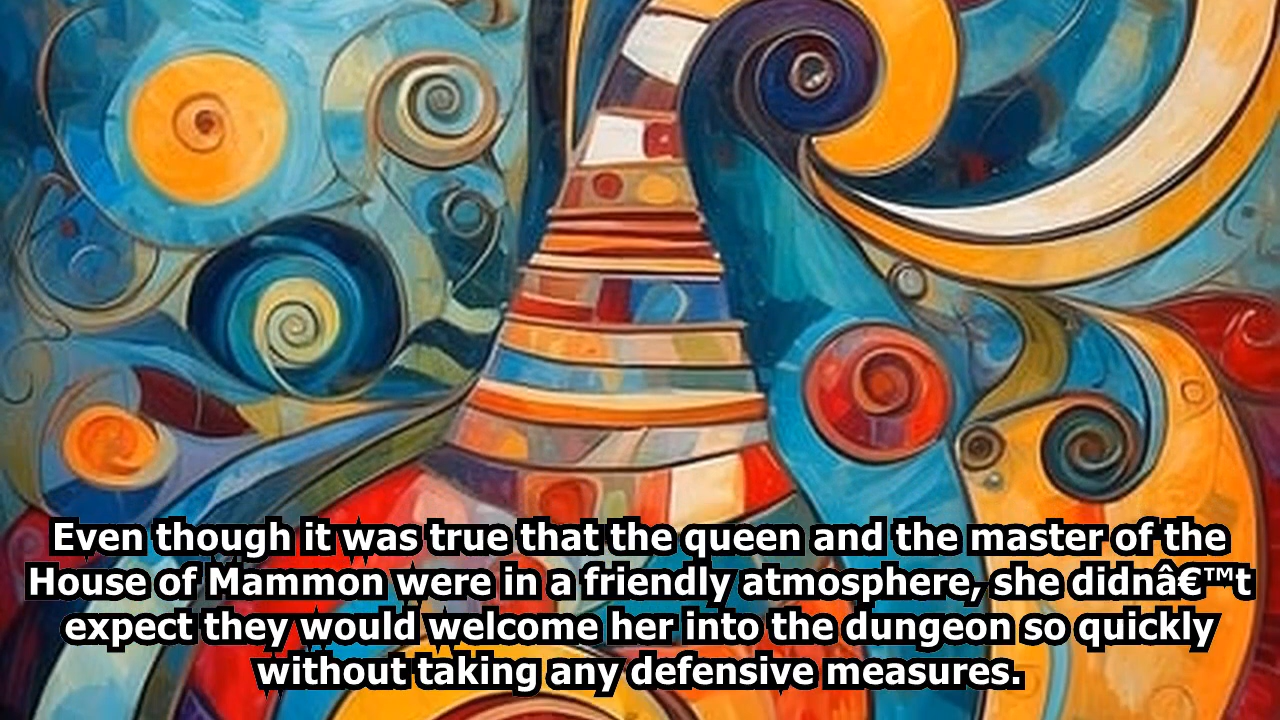 Even though it was true that the queen and the master of the
House of Mammon were in a friendly atmosphere, she didnâ€™t
expect they would welcome her into the dungeon so quickly
without taking any defensive measures.